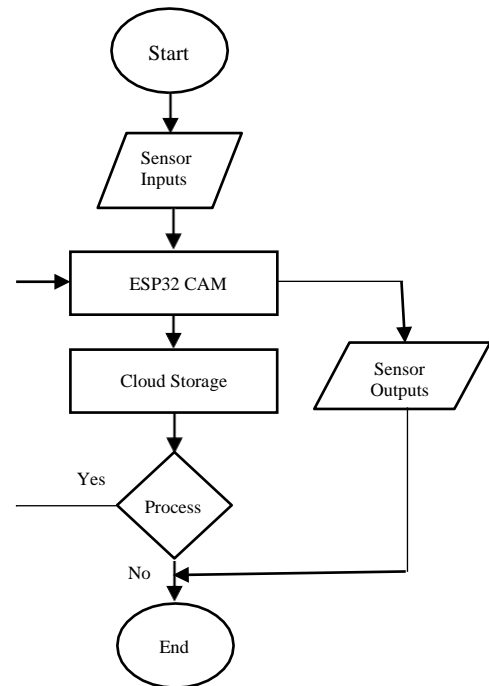 Start
Sensor
Inputs
ESP32 CAM
Cloud Storage
Sensor
Outputs
Yes
Process
No
End